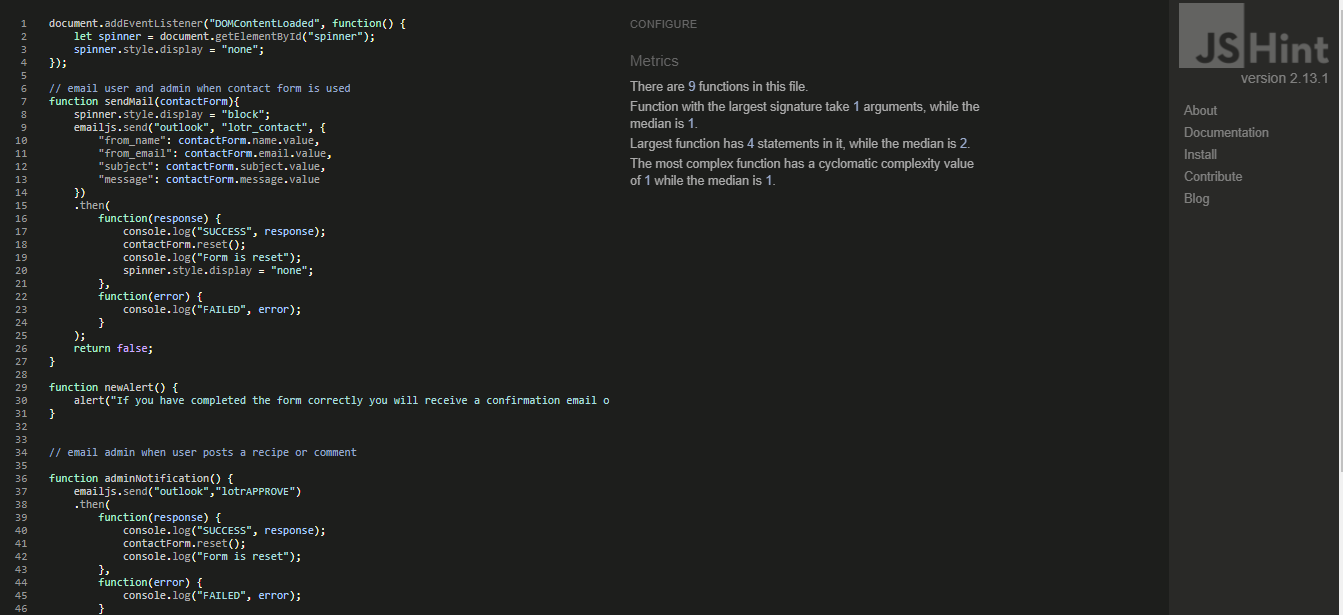 1 document.addEventListener("DOMContentLoaded", function() {
2 let spinner = document.getElementById("spinner");
3 spinner.style.display = "none";
4 });
5
6 // email user and admin when contact form is used
7 function sendMail(contactForm){
8 spinner.style.display = "block";
9 emailjs.send("outlook", "lotr_contact", {
10 "from_name": contactForm.name.value,
11 "from_email": contactForm.email.value,
12 "subject": contactForm.subject.value,
13 "message": contactForm.message.value
14 })
15 .then(
16 function(response) {
17 console.log("SUCCESS", response);
18 contactForm.reset();
19 console.log("Form is reset");
20 spinner.style.display = "none";
21 },
22 function(error) {
23 console.log("FAILED", error);
24 }
25 );
26 return false;
27 }
28
29 function newAlert() {
30 alert("If you have completed the form correctly you will receive a confirmation email o
31 }
32
33
34 // email admin when user posts a recipe or comment
35
36 function adminNotification() {
37 emailjs.send("outlook","lotrAPPROVE")
38 .then(
39 function(response) {
40 console.log("SUCCESS", response);
41 contactForm.reset();
42 console.log("Form is reset");
43 },
44 function(error) {
45 console.log("FAILED", error);
46 }
CONFIGURE
Metrics
There are 9 functions in this file.
Function with the largest signature take 1 arguments, while the
median is 1.
Largest function has 4 statements in it, while the median is 2.
The most complex function has a cyclomatic complexity value
of 1 while the median is 1.
JSHint
version 2.13.1
About
Documentation
Install
Contribute
Blog